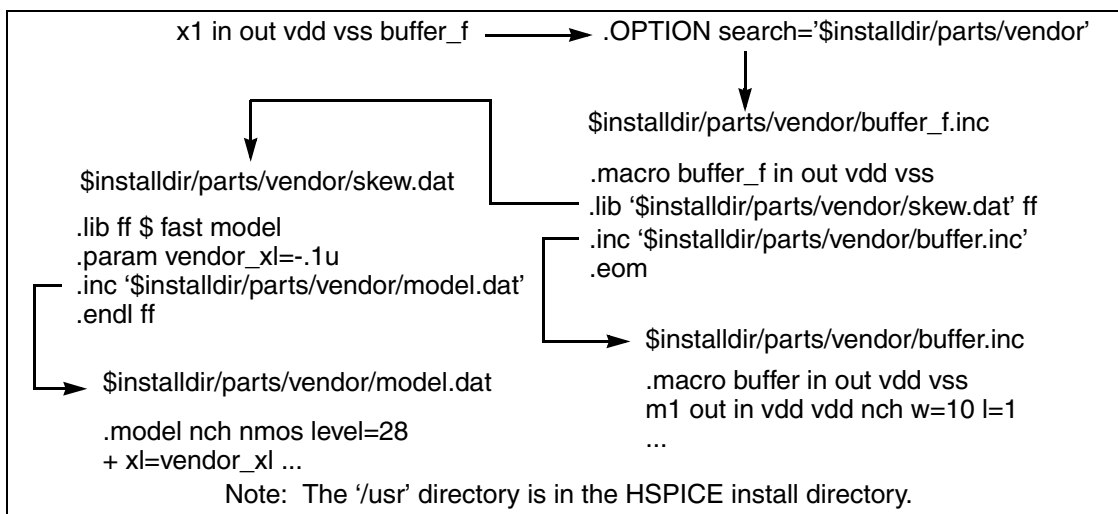 x1 in out vdd vss buffer_f
.OPTION search='$installdir/parts/vendor'
$installdir/parts/vendor/buffer_f.inc
.macro buffer_f in out vdd vss
.lib ‘$installdir/parts/vendor/skew.dat’ ff
.inc ‘$installdir/parts/vendor/buffer.inc’
.eom
$installdir/parts/vendor/skew.dat
.lib ff $ fast model
.param vendor_xl=-.1u
.inc ‘$installdir/parts/vendor/model.dat’
.endl ff
$installdir/parts/vendor/buffer.inc
.macro buffer in out vdd vss
m1 out in vdd vdd nch w=10 l=1
...
$installdir/parts/vendor/model.dat
.model nch nmos level=28
+ xl=vendor_xl ...
Note: The ‘/usr’ directory is in the HSPICE install directory.